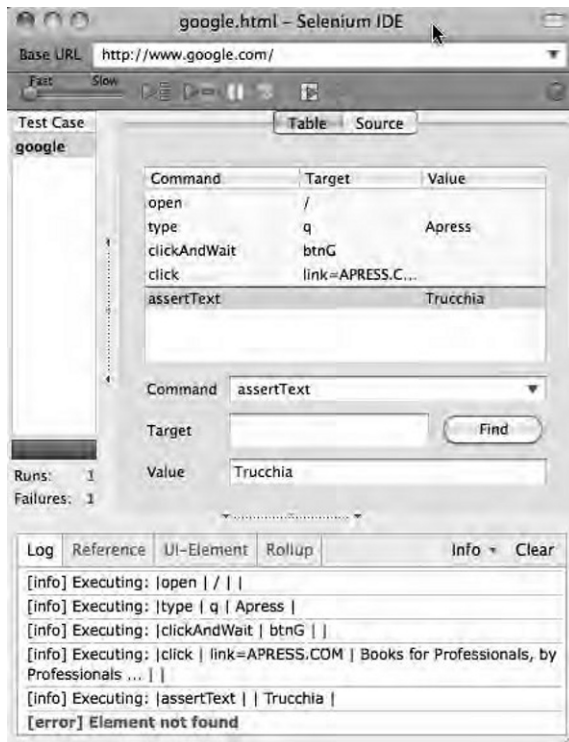 google.html – Selenium IDE
Base URL http://www.google.com/
Fast Slow
Test Case
google
Table Source
Command Target Value
open /
type q Apress
clickAndWait btnG
click link=APRESS.C...
assertText Trucchia
Command assertText
Target Find
Value Trucchia
Runs: 1
Failures: 1
Log Reference UI-Element Rollup Info Clear
[info] Executing: |open | / | |
[info] Executing: |type | q | Apress |
[info] Executing: |clickAndWait | btnG | |
[info] Executing: |click | link=APRESS.COM | Books for Professionals, by
Professionals ... | |
[info] Executing: |assertText | | Trucchia |
[error] Element not found